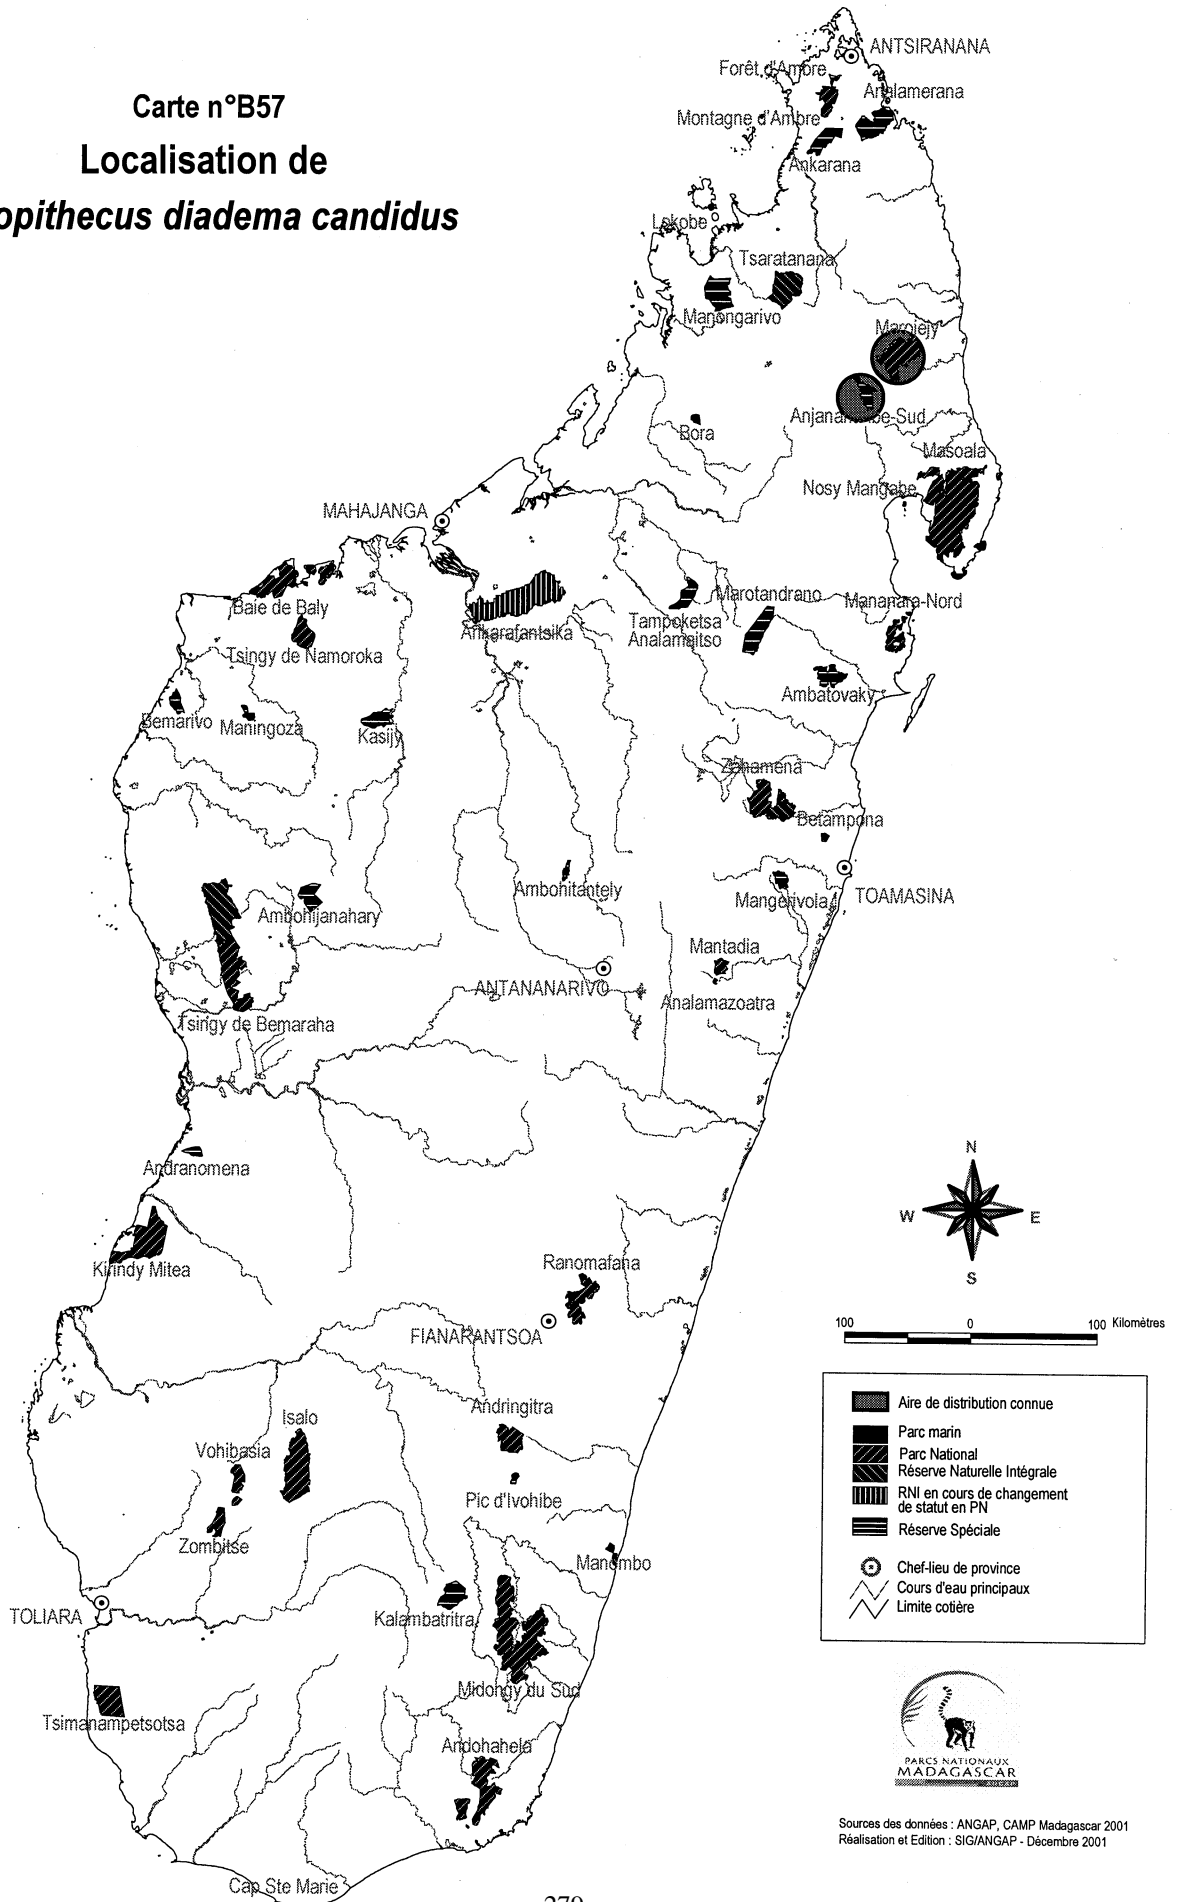 Carte n°B57
Localisation de
opithecus diadema candidus
ANTSIRANANA
Forêt d'Ambre
Analamerana
Montagne d'Ambre
Ankarana
Lokobe
Tsaratanana
Manongarivo
Marojejy
Anjanaharibe-Sud
Bora
Masoala
Nosy Mangabe
MAHAJANGA
Baie de Baly
Ankarafantsika
Marotandrano
Mananara-Nord
Tampoketsa
Analamaitso
Tsingy de Namoroka
Ambatovaky
Bemarivo
Maningoza
Kasijy
Zahamena
Betampona
Ambohitantely
Mangerivola
TOAMASINA
Ambohijanahary
Mantadia
ANTANANARIVO
Analamazoatra
Tsingy de Bemaraha
Andranomena
N
W
E
S
Kirindy Mitea
Ranomafana
FIANARANTSOA
100
0
100 Kilomètres
Isalo
Andringitra
Vohibasia
Pic d'Ivohibe
Zombitse
Manombo
TOLIARA
Kalambatritra
Midongy du Sud
Tsimanampetsotsa
Andohahela
Cap Ste Marie
Aire de distribution connue
Parc marin
Parc National
Réserve Naturelle Intégrale
RNI en cours de changement
de statut en PN
Réserve Spéciale
Chef-lieu de province
Cours d'eau principaux
Limite cotière
PARCS NATIONAUX
MADAGASCAR
Sources des données : ANGAP, CAMP Madagascar 2001
Réalisation et Edition : SIG/ANGAP - Décembre 2001
279